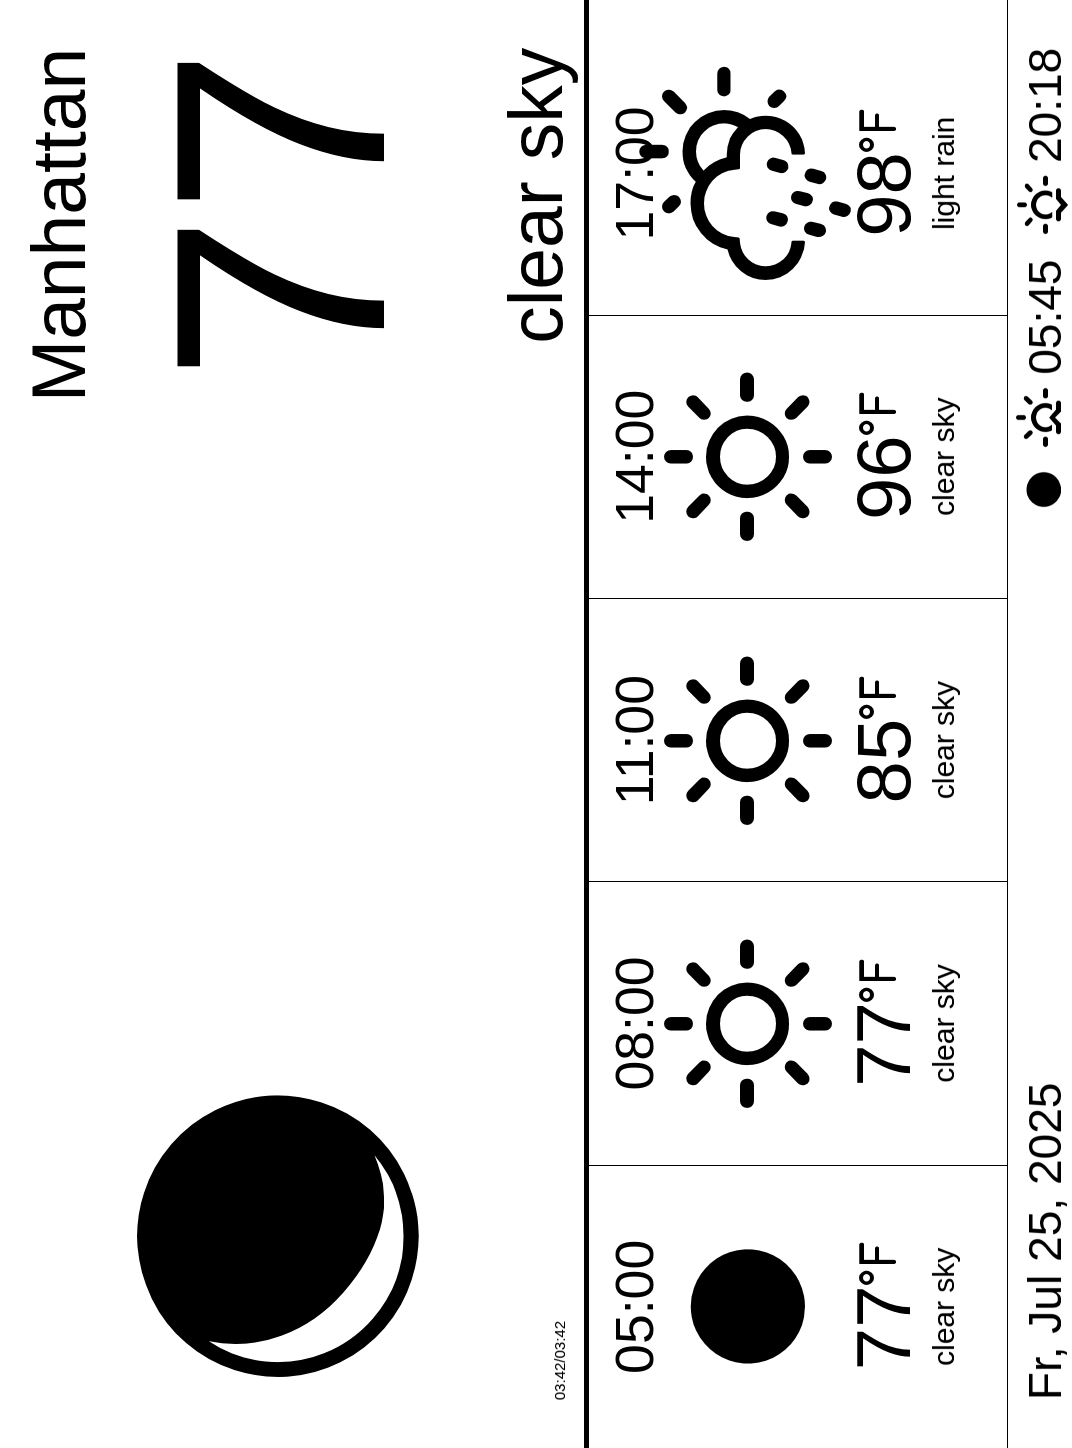 Manhattan
77
clear sky
03:42/03:42
05:00
77°F
clear sky
08:00
77°F
clear sky
11:00
85°F
clear sky
14:00
96°F
clear sky
17:00
98°F
light rain
Fr, Jul 25, 2025
05:45
20:18